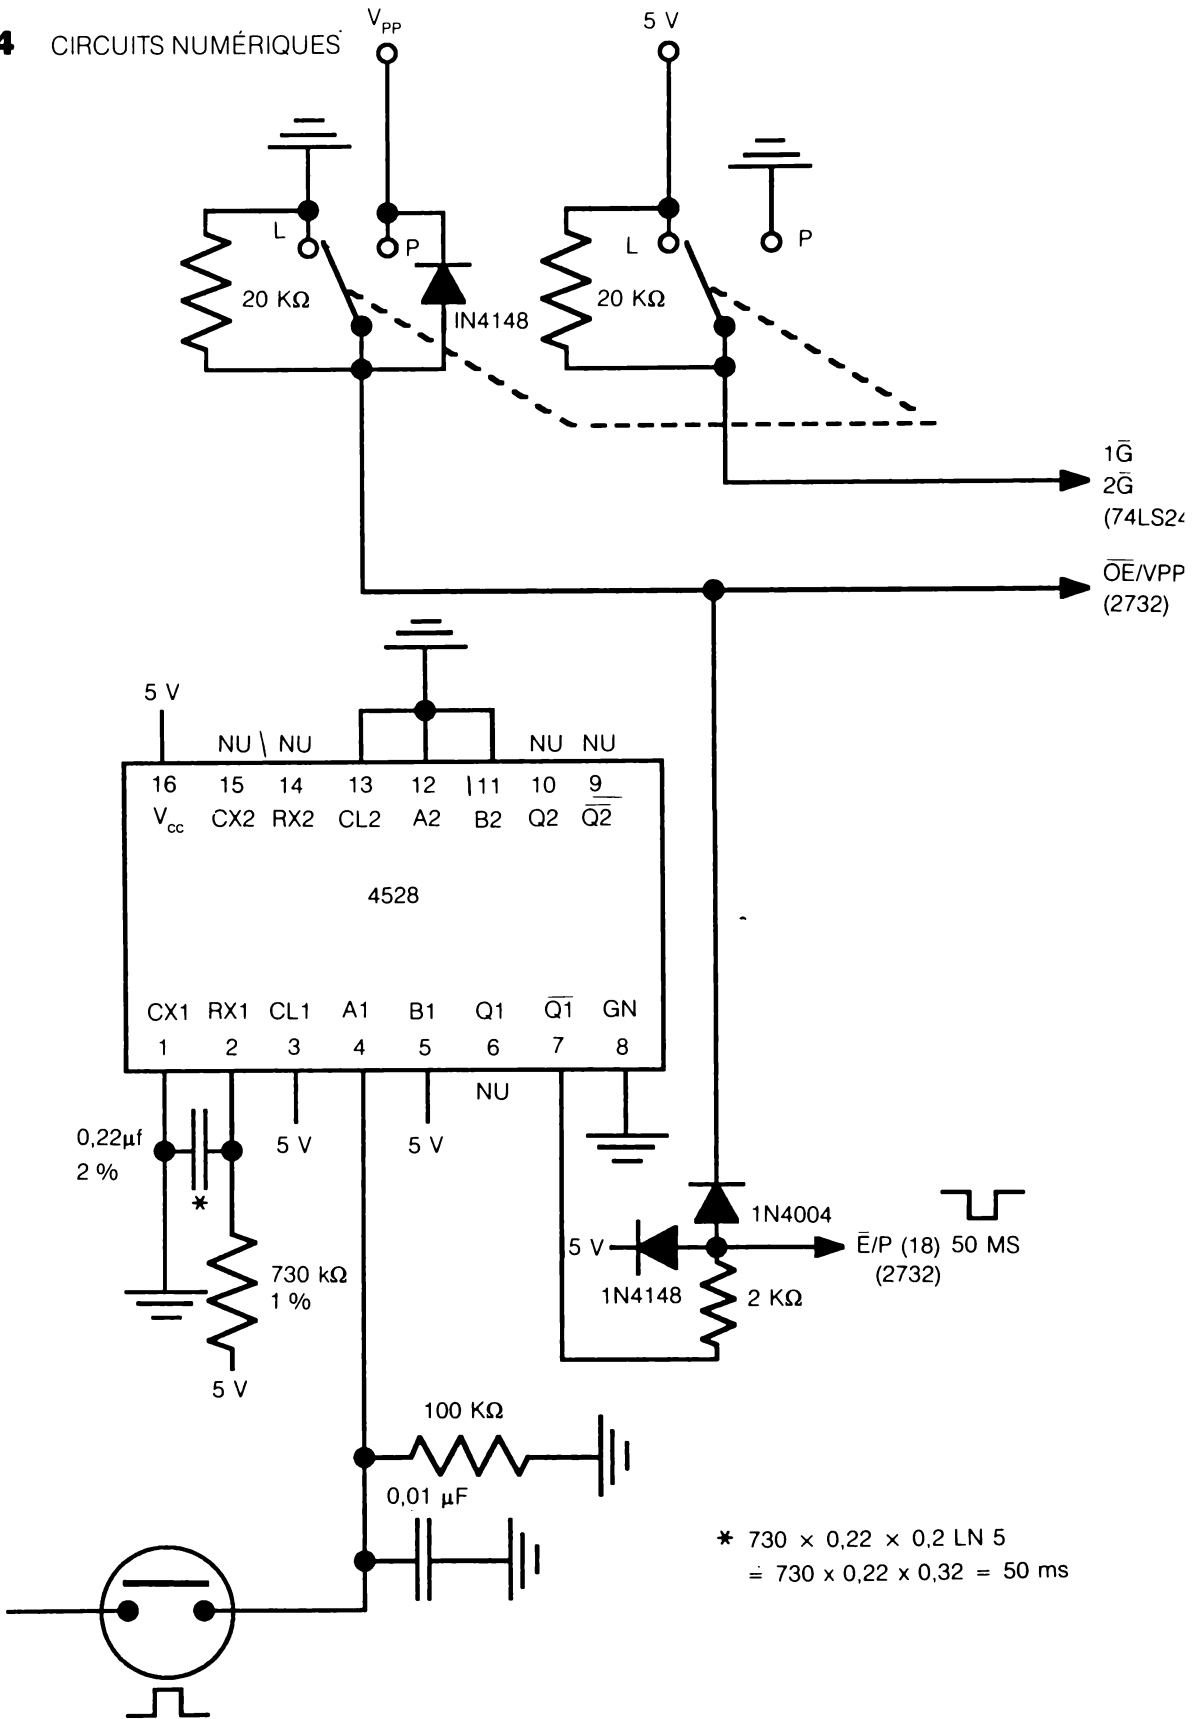 4 CIRCUITS NUMÉRIQUES
VPP
5 V
L
P
L
P
20 KΩ
IN4148
20 KΩ
1G̅
2G̅
(74LS24
O̅E̅/VPP
(2732)
5 V
NU \ NU
NU NU
16 15 14 13 12 11 10 9
Vcc CX2 RX2 CL2 A2 B2 Q2 Q̅2̅
4528
CX1 RX1 CL1 A1 B1 Q1 Q̅1̅ GN
1 2 3 4 5 6 7 8
NU
0,22µf
2 %
*
5 V
5 V
1N4004
5 V
E̅/P (18) 50 MS
(2732)
1N4148
2 KΩ
730 kΩ
1 %
5 V
100 KΩ
0,01 µF
* 730 x 0,22 x 0,2 LN 5
= 730 x 0,22 x 0,32 = 50 ms